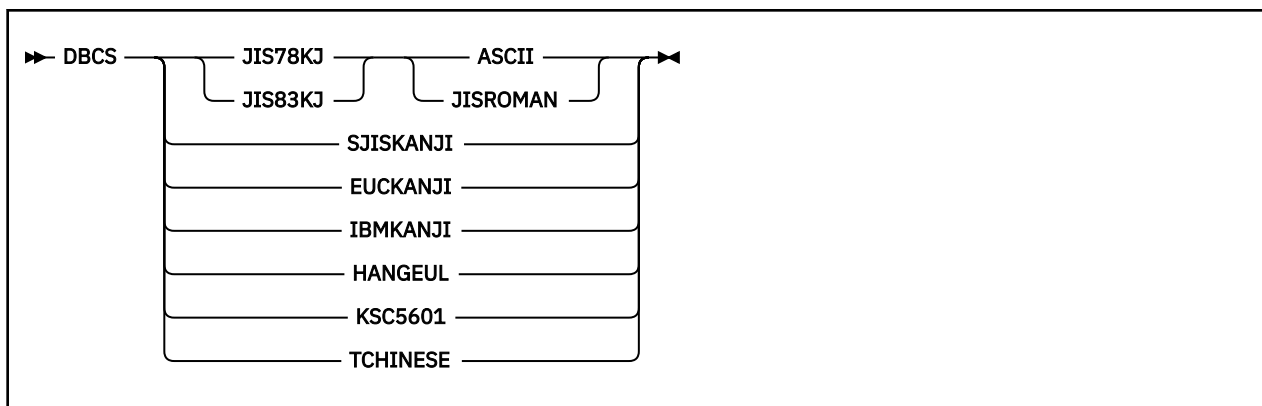 DBCS JIS78KJ ASCII
JIS83KJ JISROMAN
SJISKANJI
EUCKANJI
IBMKANJI
HANGEUL
KSC5601
TCHINESE